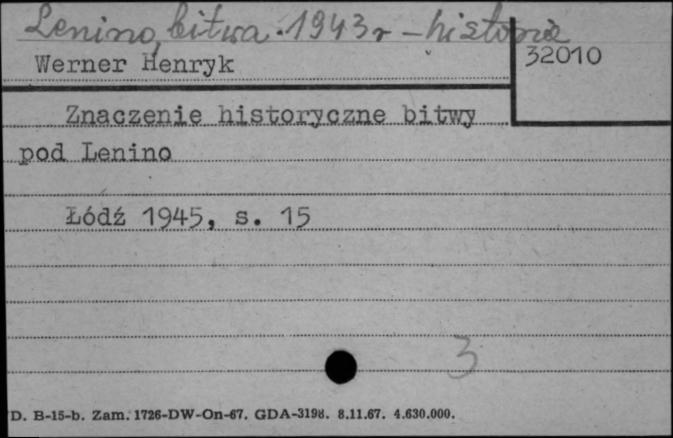 Lenino, bitwa. 1943 r – historia
Werner Henryk
32010
Znaczenie historyczne bitwy
pod Lenino
Łódź 1945, s. 15
3
D. B-15-b. Zam. 1726-DW-On-67. GDA-3198. 8.11.67. 4.630.000.